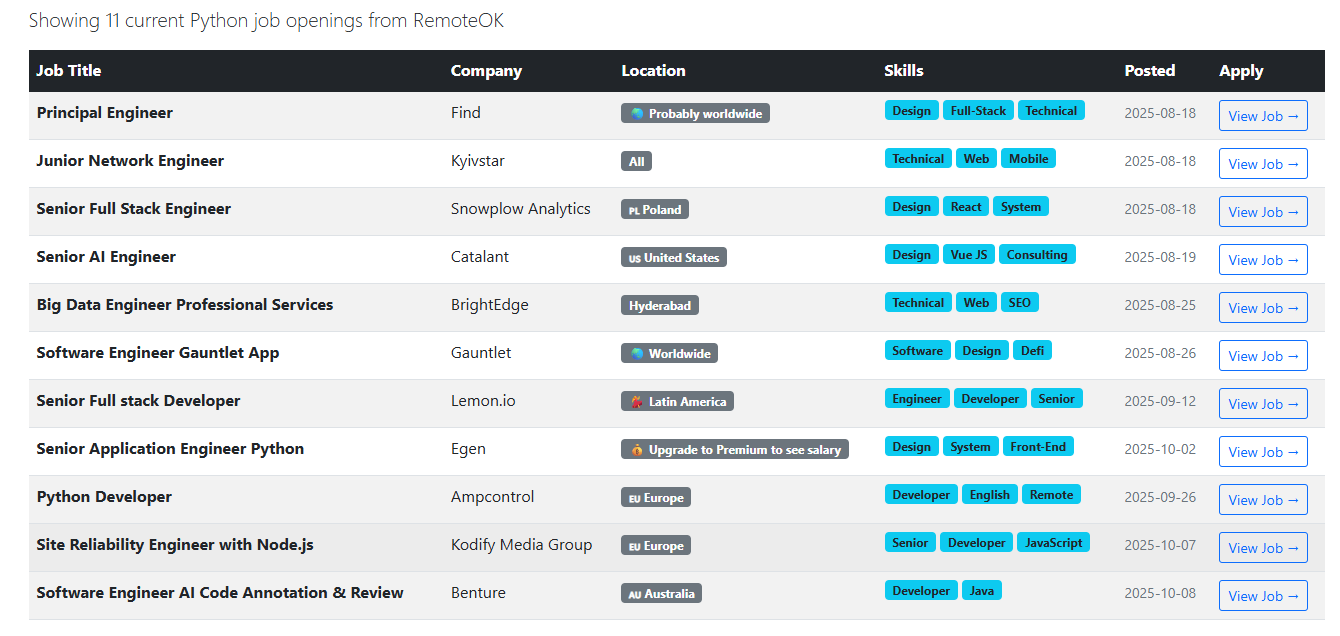 Showing 11 current Python job openings from RemoteOK
Job Title Company Location Skills Posted Apply
Principal Engineer Find 🌏 Probably worldwide Design Full-Stack Technical 2025-08-18 View Job →
Junior Network Engineer Kyivstar All Technical Web Mobile 2025-08-18 View Job →
Senior Full Stack Engineer Snowplow Analytics PL Poland Design React System 2025-08-18 View Job →
Senior AI Engineer Catalant US United States Design Vue JS Consulting 2025-08-19 View Job →
Big Data Engineer Professional Services BrightEdge Hyderabad Technical Web SEO 2025-08-25 View Job →
Software Engineer Gauntlet App Gauntlet 🌏 Worldwide Software Design Defi 2025-08-26 View Job →
Senior Full stack Developer Lemon.io 💃 Latin America Engineer Developer Senior 2025-09-12 View Job →
Senior Application Engineer Python Egen 💰 Upgrade to Premium to see salary Design System Front-End 2025-10-02 View Job →
Python Developer Ampcontrol EU Europe Developer English Remote 2025-09-26 View Job →
Site Reliability Engineer with Node.js Kodify Media Group EU Europe Senior Developer JavaScript 2025-10-07 View Job →
Software Engineer AI Code Annotation & Review Benture AU Australia Developer Java 2025-10-08 View Job →